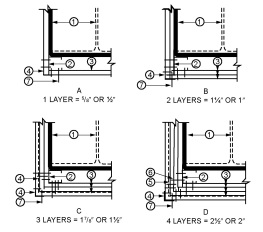 1
1
2
3
2
3
4
7
4
7
A
1 LAYER = 5/8" OR ½"
B
2 LAYERS = 1¼" OR 1"
1
1
4
2
3
6
5
2
3
4
4
7
7
C
3 LAYERS = 1⅞" OR 1½"
D
4 LAYERS = 2½" OR 2"